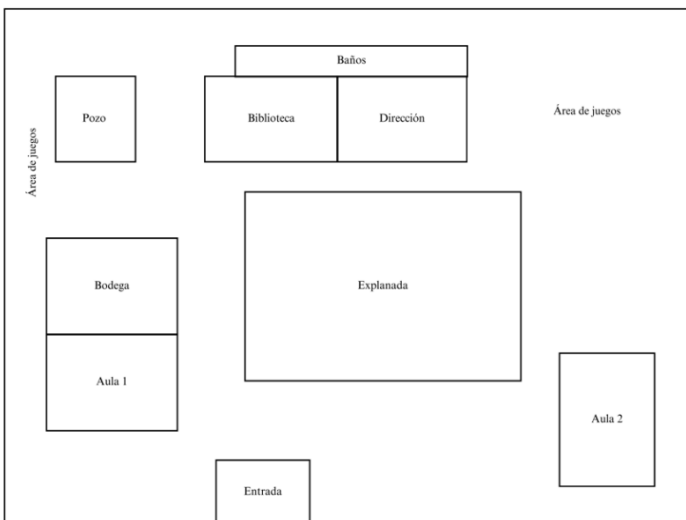 Baños
Pozo
Biblioteca
Dirección
Área de juegos
Área de juegos
Bodega
Explanada
Aula 1
Aula 2
Entrada